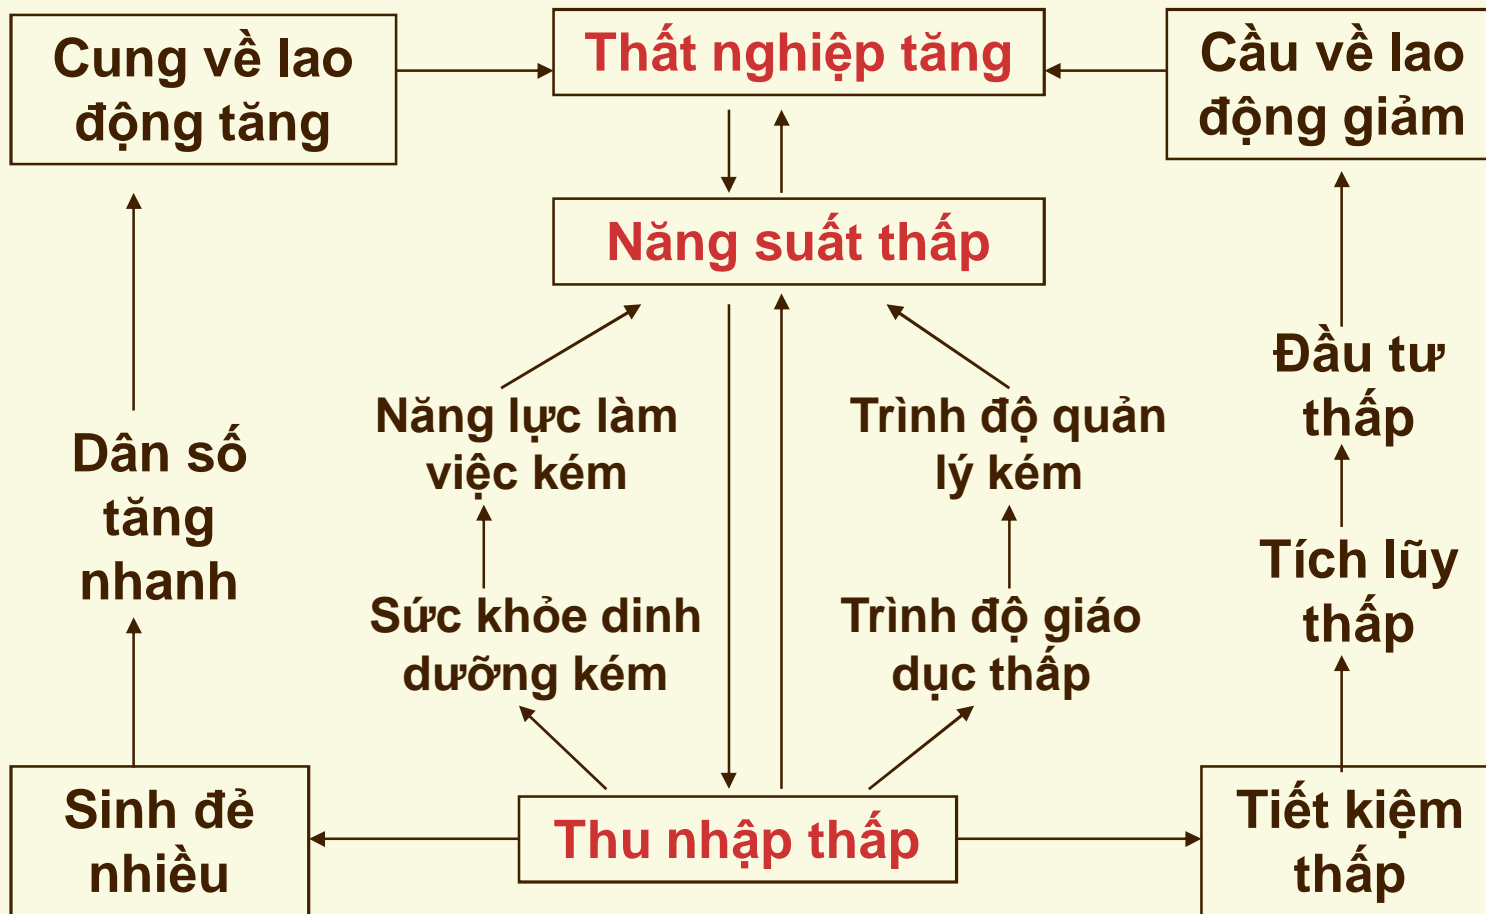 Cung về lao
động tăng
Thất nghiệp tăng
Cầu về lao
động giảm
Năng suất thấp
Đầu tư
thấp
Năng lực làm
việc kém
Trình độ quản
lý kém
Dân số
tăng
nhanh
Tích lũy
thấp
Sức khỏe dinh
dưỡng kém
Trình độ giáo
dục thấp
Sinh đẻ
nhiều
Thu nhập thấp
Tiết kiệm
thấp